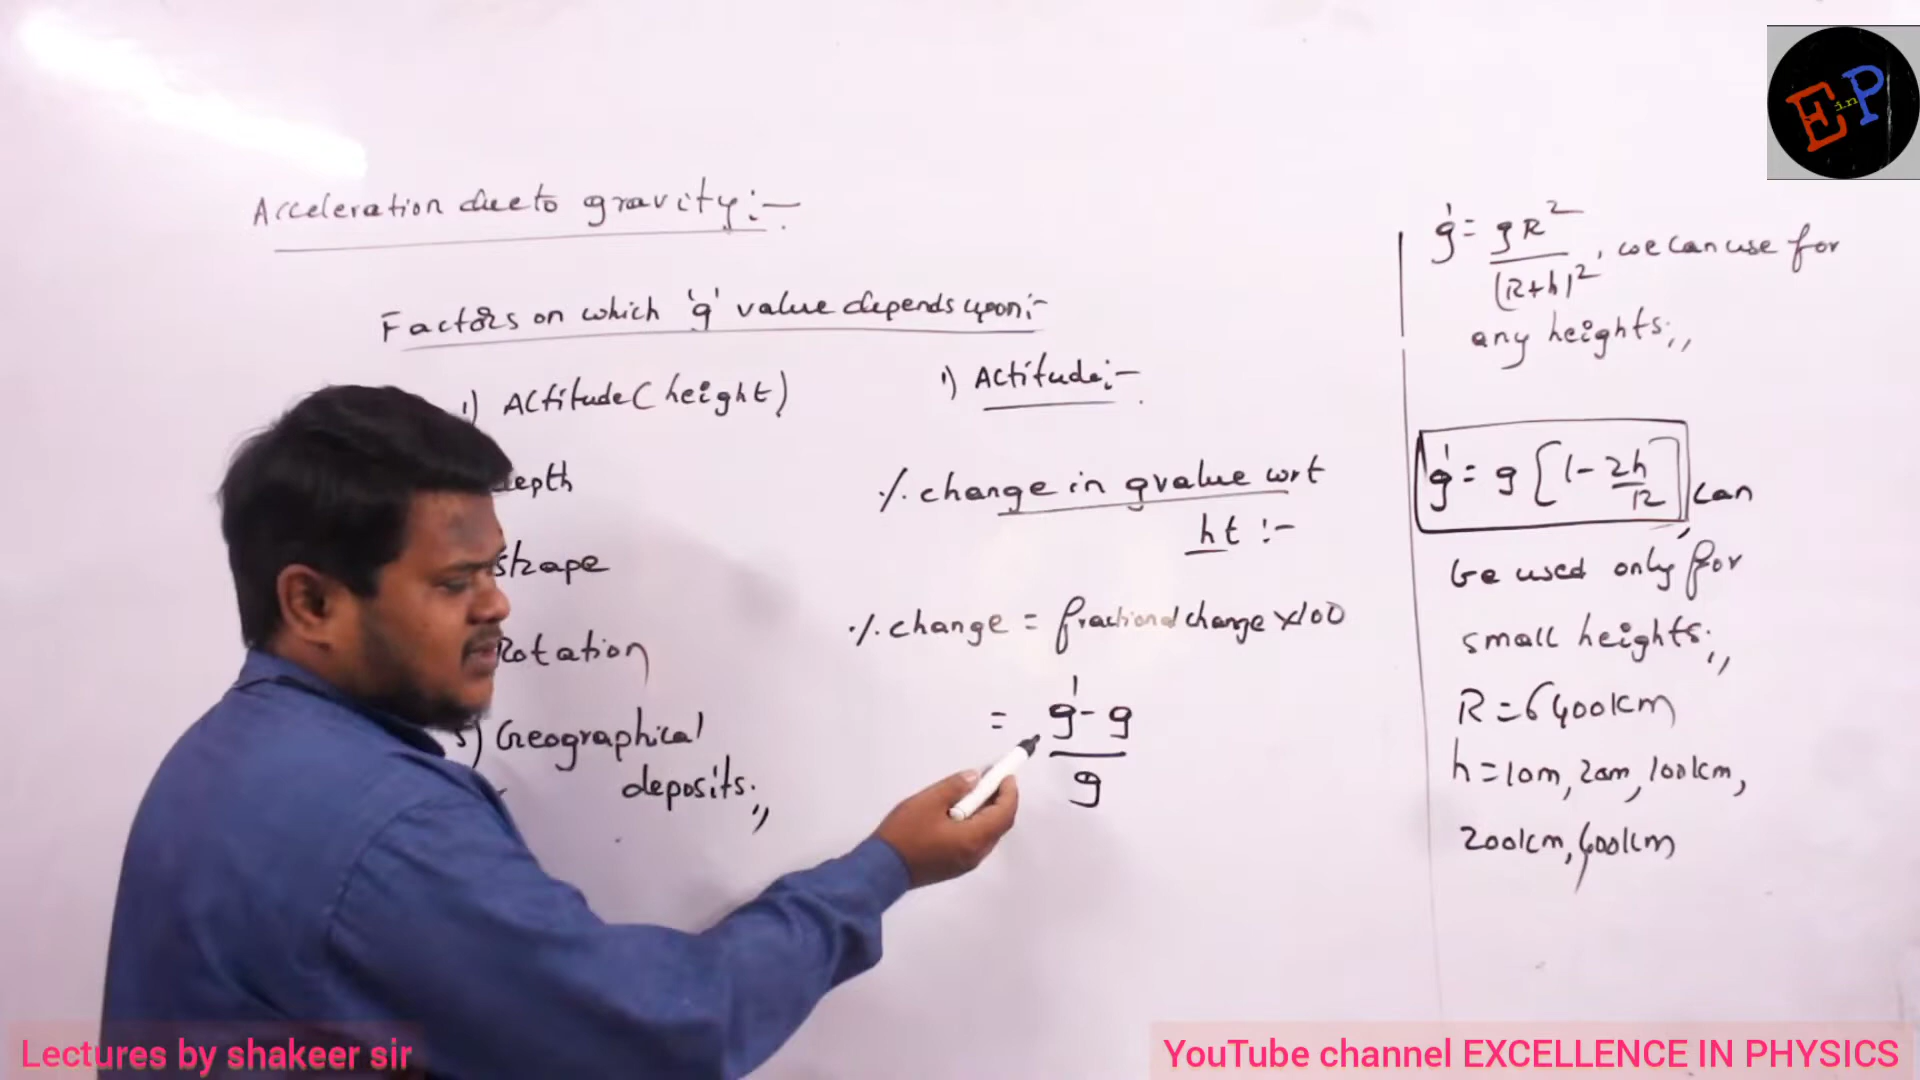 Acceleration due to gravity:-
Factors on which 'g' value depends upon:-
1) Altitude (height)
depth
shape
Rotation
5) Geographical
deposits.,,
1) Altitude:-
% change in g value wrt
ht :-
% change = fractional change x100
= g' - g
g
g' = gR²
(R+h)² , we can use for
any heights.,,
g' = g [1 - 2h
R] can
be used only for
small heights.,,
R = 6400km
h = 10m, 20m, 100km,
200km, 400km
E in P
Lectures by shakeer sir
YouTube channel EXCELLENCE IN PHYSICS